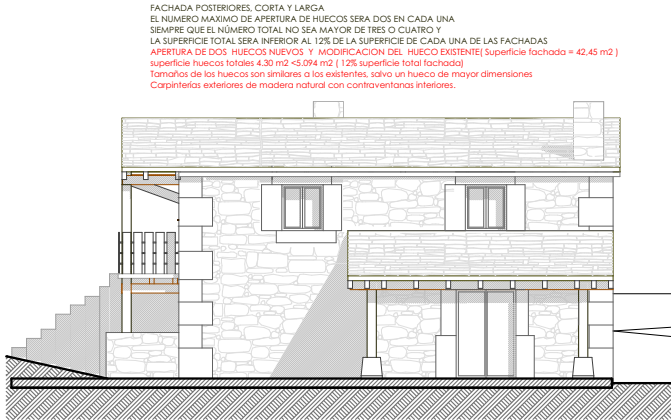 FACHADA POSTERIORES, CORTA Y LARGA
EL NUMERO MAXIMO DE APERTURA DE HUECOS SERA DOS EN CADA UNA
SIEMPRE QUE EL NÚMERO TOTAL NO SEA MAYOR DE TRES O CUATRO Y
LA SUPERFICIE TOTAL SERA INFERIOR AL 12% DE LA SUPERFICIE DE CADA UNA DE LAS FACHADAS
APERTURA DE DOS HUECOS NUEVOS Y MODIFICACION DEL HUECO EXISTENTE( Superficie fachada = 42,45 m2 )
superficie huecos totales 4.30 m2 <5.094 m2 ( 12% superficie total fachada)
Tamaños de los huecos son similares a los existentes, salvo un hueco de mayor dimensiones
Carpinterias exteriores de madera natural con contraventanas interiores.